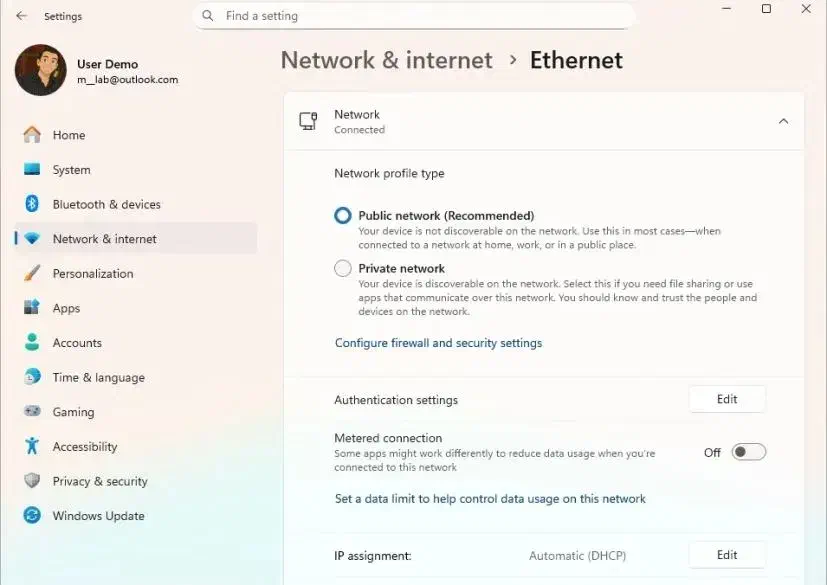 Settings
Find a setting
User Demo
m_lab@outlook.com
Home
System
Bluetooth & devices
Network & internet
Personalization
Apps
Accounts
Time & language
Gaming
Accessibility
Privacy & security
Windows Update
Network & internet > Ethernet
Network
Connected
Network profile type
Public network (Recommended)
Your device is not discoverable on the network. Use this in most cases—when
connected to a network at home, work, or in a public place.
Private network
Your device is discoverable on the network. Select this if you need file sharing or use
apps that communicate over this network. You should know and trust the people and
devices on the network.
Configure firewall and security settings
Authentication settings
Edit
Metered connection
Some apps might work differently to reduce data usage when you're
connected to this network
Off
Set a data limit to help control data usage on this network
IP assignment:
Automatic (DHCP)
Edit